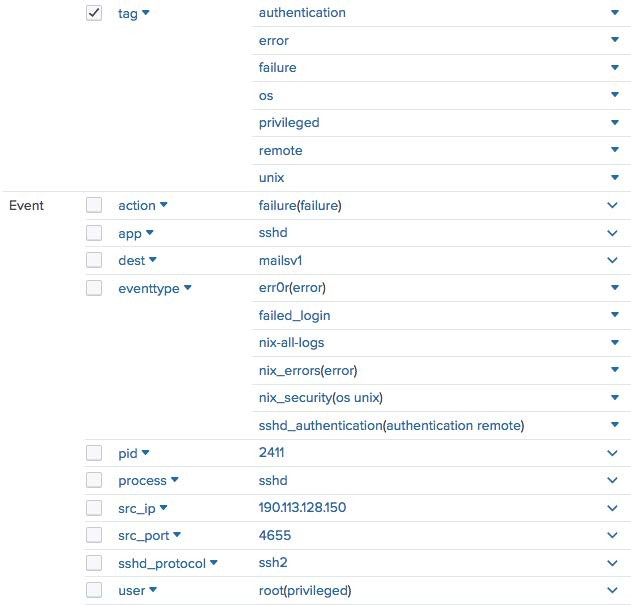 tag authentication
error
failure
os
privileged
remote
unix
Event action failure(failure)
app sshd
dest mailsv1
eventtype err0r(error)
failed_login
nix-all-logs
nix_errors(error)
nix_security(os unix)
sshd_authentication(authentication remote)
pid 2411
process sshd
src_ip 190.113.128.150
src_port 4655
sshd_protocol ssh2
user root(privileged)